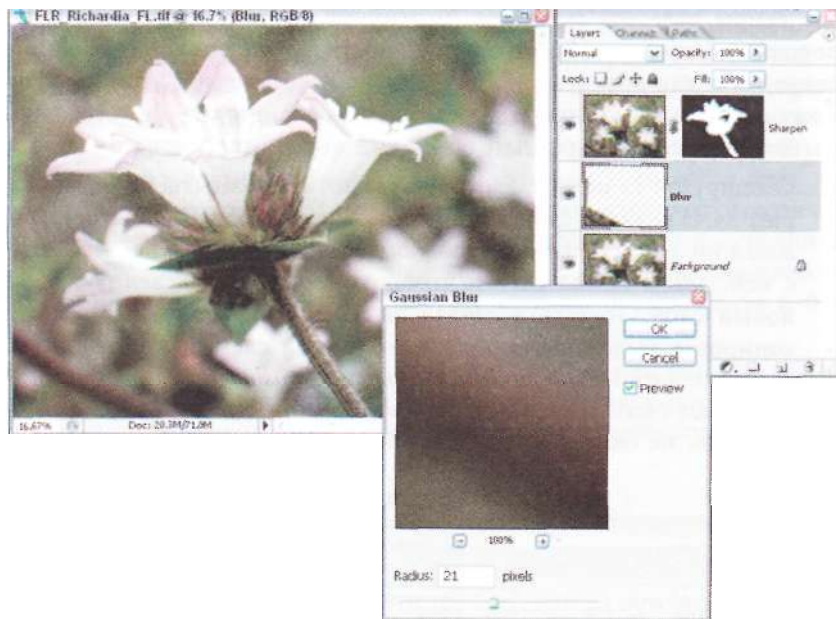 FLR_Richardia_FL.tif @ 16.7% (Blur, RGB/8)
Layers Channels Paths
Normal Opacity: 100%
Lock: Fill: 100%
Sharpen
Blur
Background
Gaussian Blur
OK
Cancel
Preview
100%
Radius: 21 pixels
16.67% Doc: 20.3M/71.0M